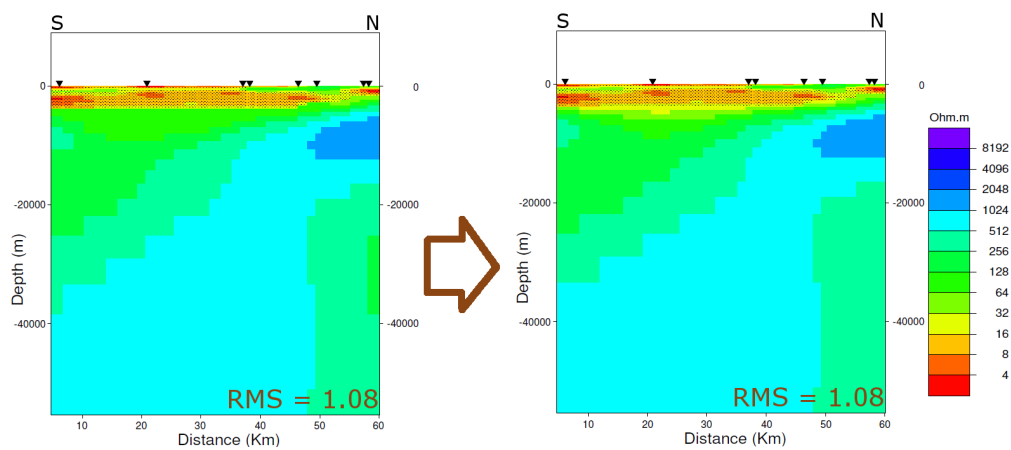 S N
0 0
-20000 -20000
-40000 -40000
Depth (m)
RMS = 1.08
10 20 30 40 50 60
Distance (Km)
S N
0 0
-20000 -20000
-40000 -40000
Depth (m)
RMS = 1.08
10 20 30 40 50 60
Distance (Km)
Ohm.m
8192
4096
2048
1024
512
256
128
64
32
16
8
4